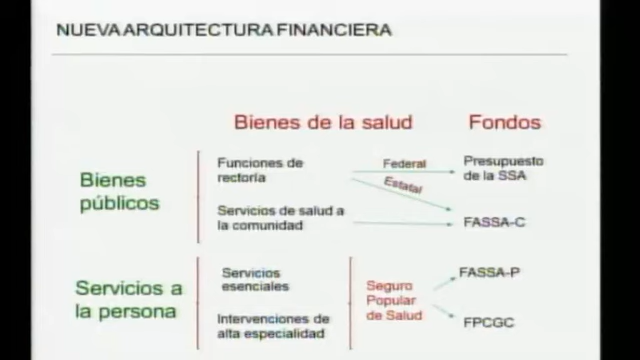 NUEVA ARQUITECTURA FINANCIERA
Bienes de la salud
Fondos
Bienes
públicos
Funciones de
rectoría
Federal
Estatal
Presupuesto
de la SSA
Servicios de salud a
la comunidad
FASSA-C
Servicios a
la persona
Servicios
esenciales
Intervenciones de
alta especialidad
Seguro
Popular
de Salud
FASSA-P
FPCGC